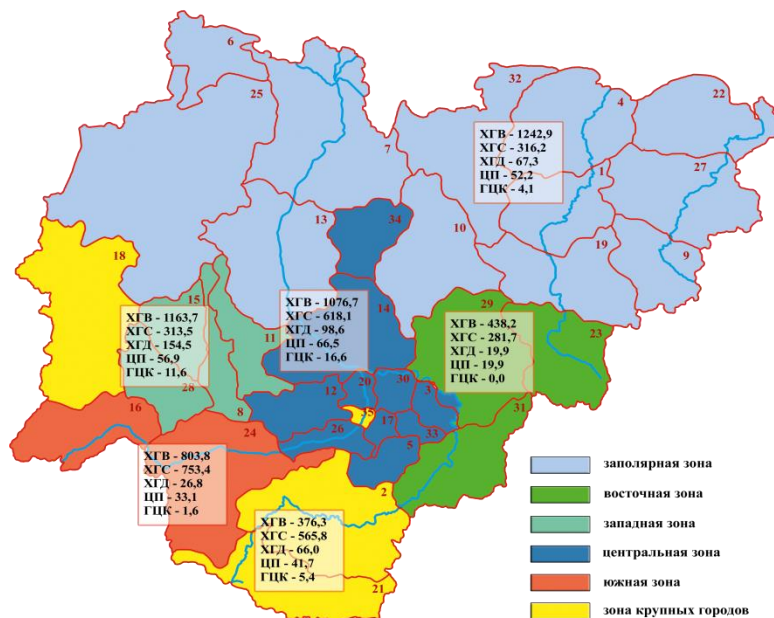 6
32
25
4
22
ХГВ - 1242,9
ХГС - 316,2
ХГД - 67,3
ЦП - 52,2
ГЦК - 4,1
7
1
27
13
34
10
19
18
9
15
ХГВ - 1163,7
ХГС - 313,5
ХГД - 154,5
ЦП - 56,9
ГЦК - 11,6
11
ХГВ - 1076,7
ХГС - 618,1
ХГД - 98,6
ЦП - 66,5
ГЦК - 16,6
14
29
ХГВ - 438,2
ХГС - 281,7
ХГД - 19,9
ЦП - 19,9
ГЦК - 0,0
23
28
12
20
30
3
16
8
35
31
24
26
17
33
5
ХГВ - 803,8
ХГС - 753,4
ХГД - 26,8
ЦП - 33,1
ГЦК - 1,6
2
ХГВ - 376,3
ХГС - 565,8
ХГД - 66,0
ЦП - 41,7
ГЦК - 5,4
21
заполярная зона
восточная зона
западная зона
центральная зона
южная зона
зона крупных городов